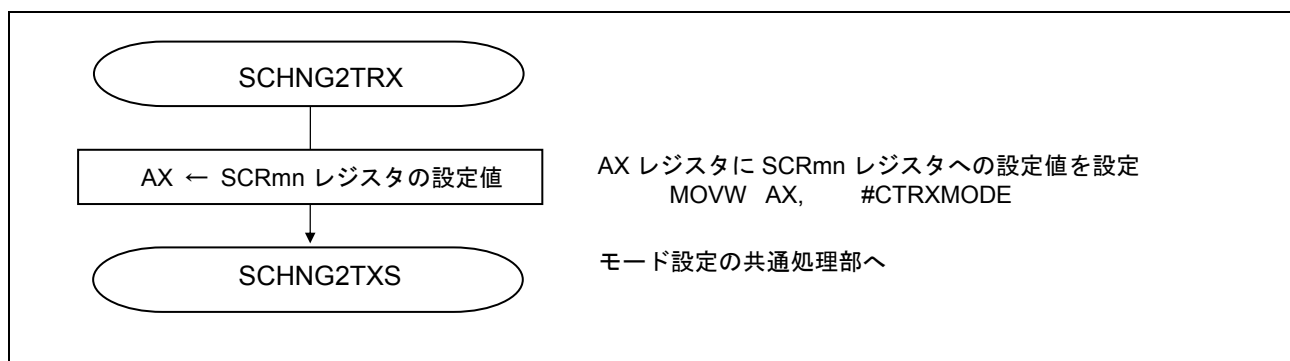 SCHNG2TRX
AX ← SCRmn レジスタの設定値
AX レジスタに SCRmn レジスタへの設定値を設定
MOVW AX, #CTRXMODE
SCHNG2TXS
モード設定の共通処理部へ